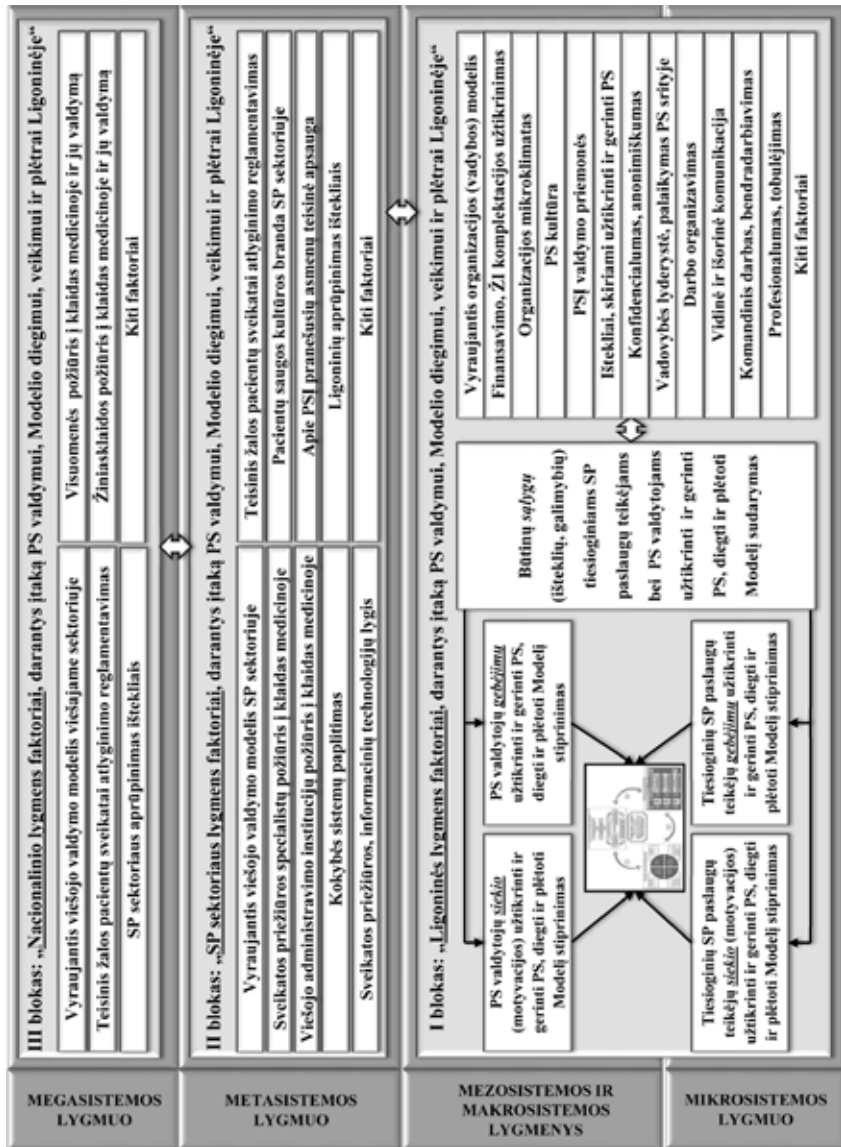 MEGASISTEMOS
LYGMUO
III blokas: „Nacionalinio lygmens faktoriai, darantys įtaką PS valdymui, Modelio diegimui, veikimui ir plėtrai Ligoninėje“
Vyraujantis viešojo valdymo modelis viešajame sektoriuje
Teisinis žalos pacientų sveikatai atlyginimo reglamentavimas
SP sektoriaus aprūpinimas ištekliais
Visuomenės požiūris į klaidas medicinoje ir jų valdymą
Žiniasklaidos požiūris į klaidas medicinoje ir jų valdymą
Kiti faktoriai
METASISTEMOS
LYGMUO
II blokas: „SP sektoriaus lygmens faktoriai, darantys įtaką PS valdymui, Modelio diegimui, veikimui ir plėtrai Ligoninėje“
Vyraujantis viešojo valdymo modelis SP sektoriuje
Sveikatos priežiūros specialistų požiūris į klaidas medicinoje
Viešojo administravimo institucijų požiūris į klaidas medicinoje
Kokybės sistemų paplitimas
Sveikatos priežiūros, informacinių technologijų lygis
Teisinis žalos pacientų sveikatai atlyginimo reglamentavimas
Pacientų saugos kultūros branda SP sektoriuje
Apie PSĮ pranešusių asmenų teisinė apsauga
Ligoninių aprūpinimas ištekliais
Kiti faktoriai
MEZOSISTEMOS IR
MAKROSISTEMOS
LYGMENYS
MIKROSISTEMOS
LYGMUO
I blokas: „Ligoninės lygmens faktoriai, darantys įtaką PS valdymui, Modelio diegimui, veikimui ir plėtrai Ligoninėje“
PS valdytojų siekio
(motyvacijos) užtikrinti ir
gerinti PS, diegti ir plėtoti
Modelį stiprinimas
PS valdytojų gebėjimų
užtikrinti ir gerinti PS,
diegti ir plėtoti Modelį
stiprinimas
Tiesioginių SP paslaugų
teikėjų siekio (motyvacijos)
užtikrinti ir gerinti PS, diegti
ir plėtoti Modelį stiprinimas
Tiesioginių SP paslaugų
teikėjų gebėjimų užtikrinti
ir gerinti PS, diegti ir
plėtoti Modelį stiprinimas
Būtinų sąlygų
(išteklių, galimybių)
tiesioginiams SP
paslaugų teikėjams
bei PS valdytojams
užtikrinti ir gerinti
PS, diegti ir plėtoti
Modelį sudarymas
Vyraujantis organizacijos (vadybos) modelis
Finansavimo, ŽI komplektacijos užtikrinimas
Organizacijos mikroklimatas
PS kultūra
PSĮ valdymo priemonės
Ištekliai, skiriami užtikrinti ir gerinti PS
Konfidencialumas, anonimiškumas
Vadovybės lyderystė, palaikymas PS srityje
Darbo organizavimas
Vidinė ir išorinė komunikacija
Komandinis darbas, bendradarbiavimas
Profesionalumas, tobulėjimas
Kiti faktoriai